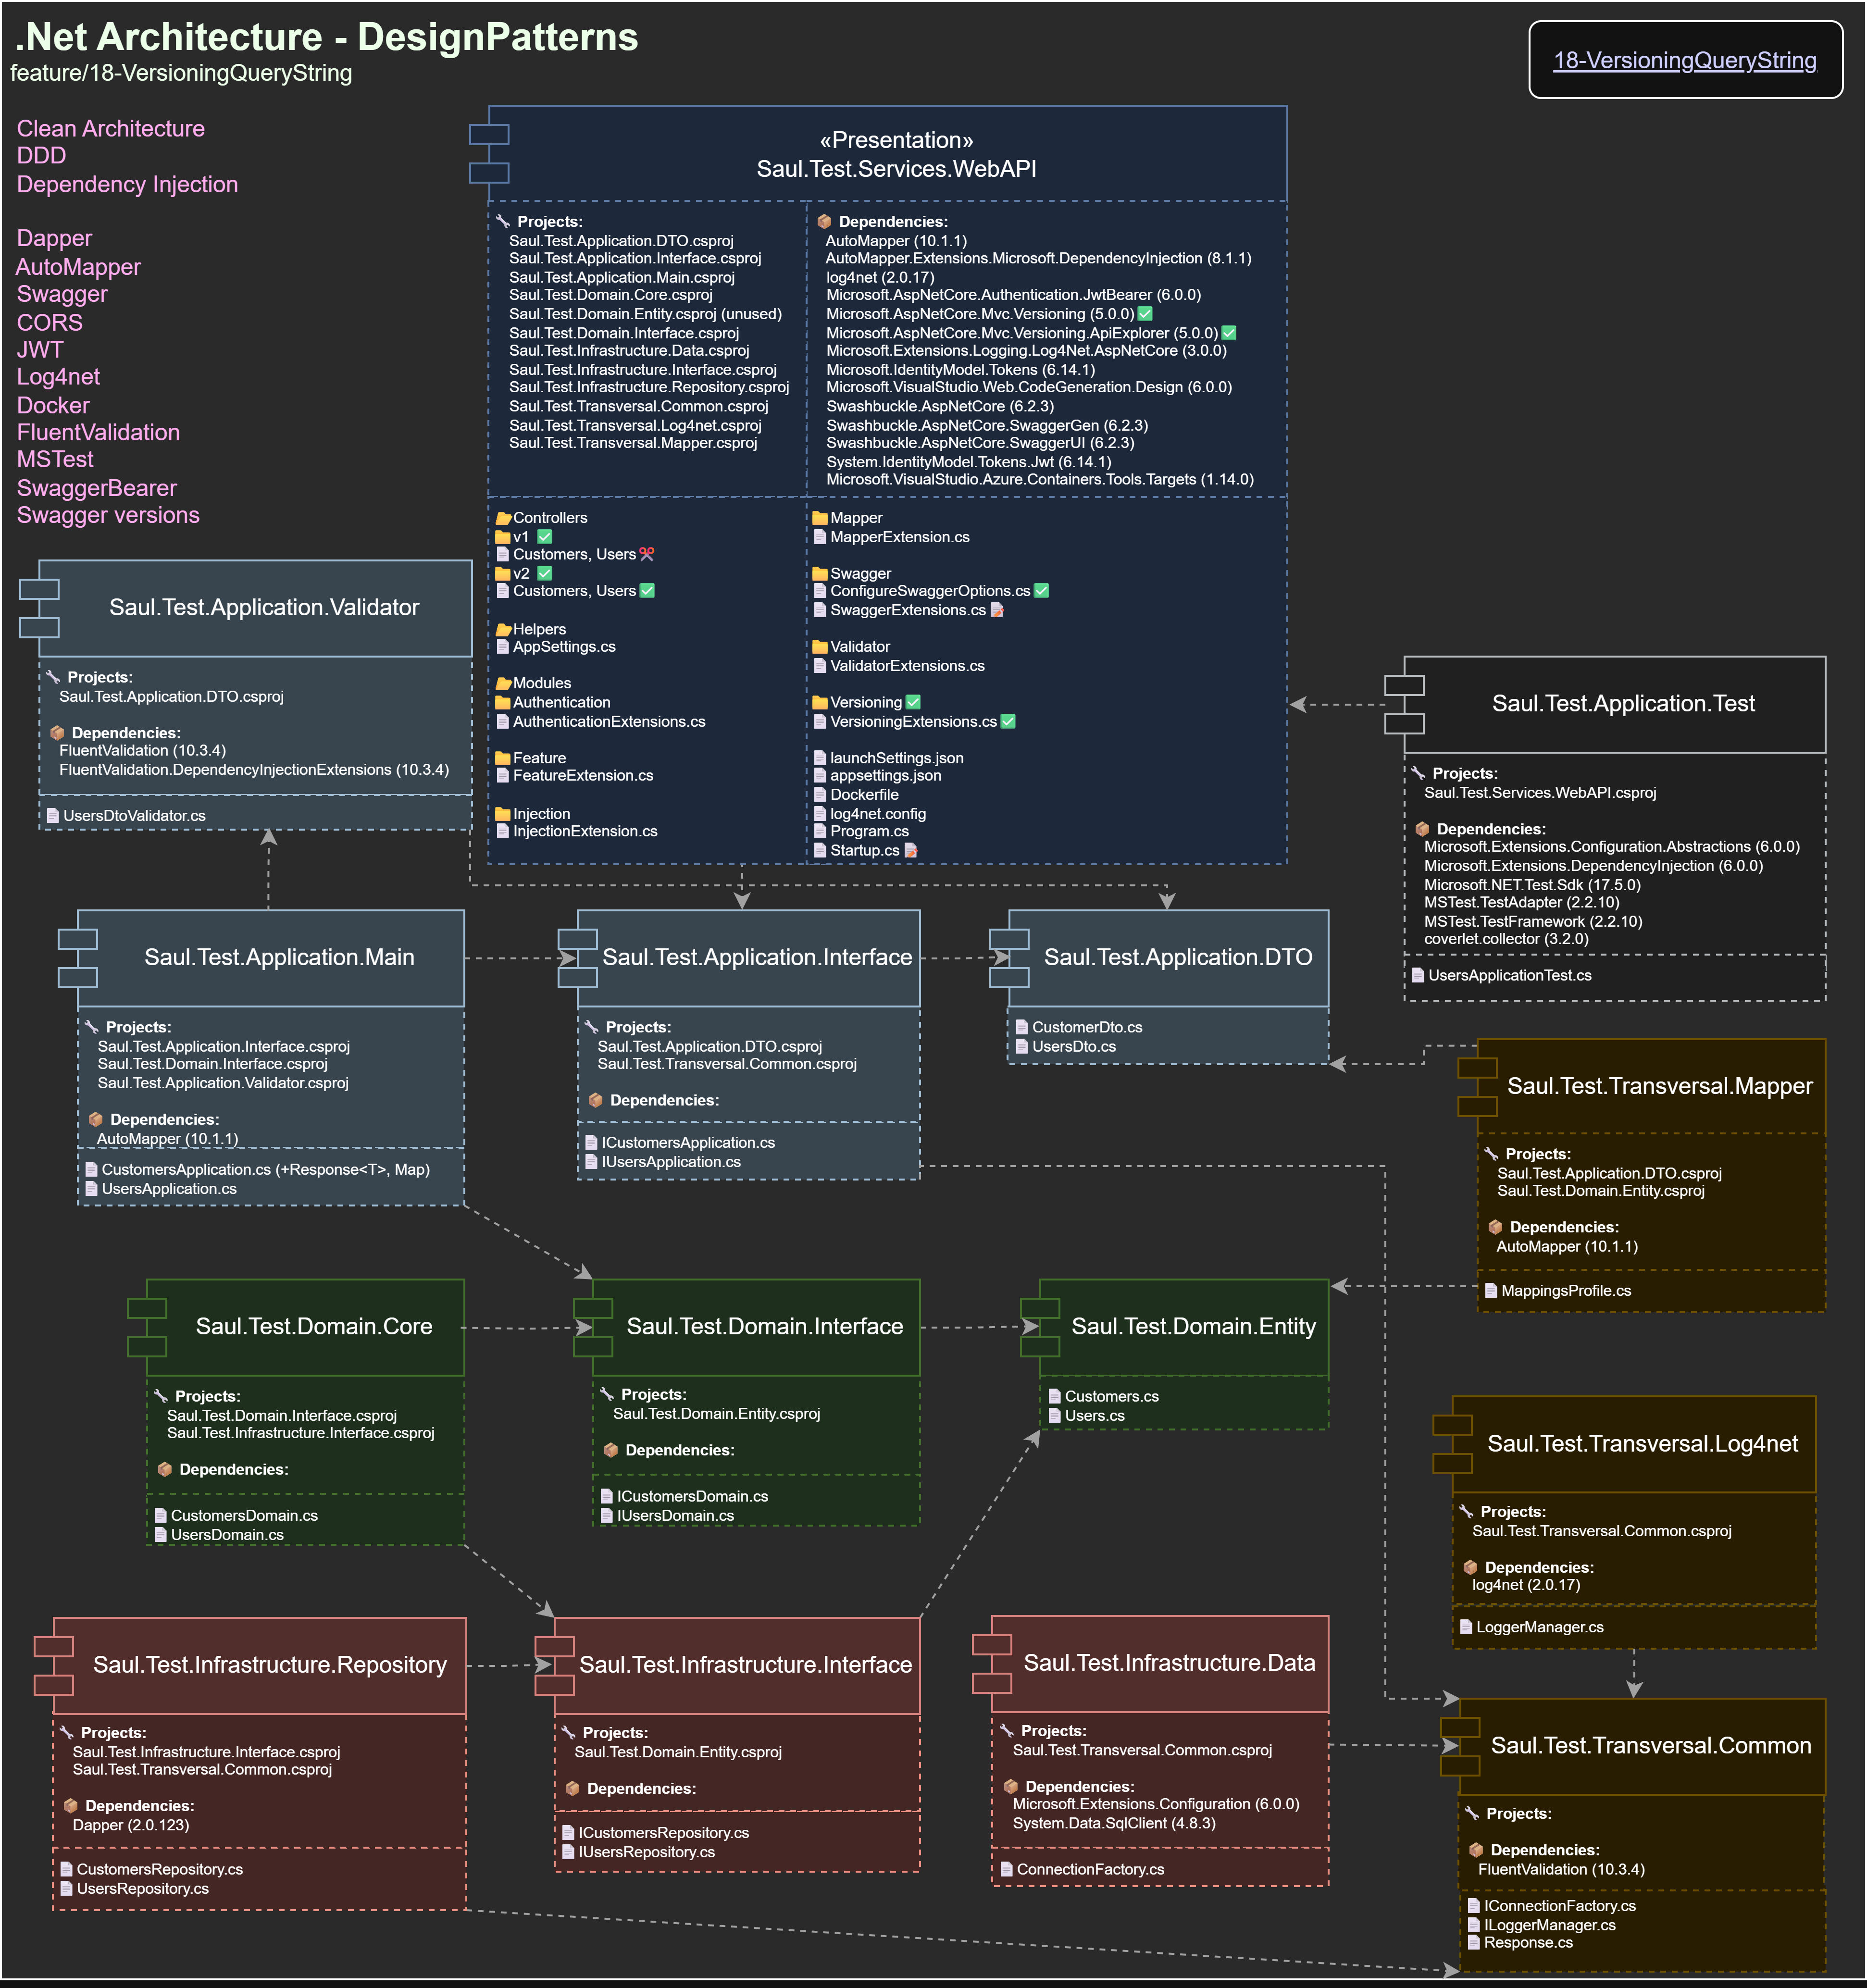 .Net Architecture - DesignPatterns
feature/18-VersioningQueryString
18-VersioningQueryString
Clean Architecture
DDD
Dependency Injection
Dapper
AutoMapper
Swagger
CORS
JWT
Log4net
Docker
FluentValidation
MSTest
SwaggerBearer
Swagger versions
«Presentation»
Saul.Test.Services.WebAPI
Projects:
Saul.Test.Application.DTO.csproj
Saul.Test.Application.Interface.csproj
Saul.Test.Application.Main.csproj
Saul.Test.Domain.Core.csproj
Saul.Test.Domain.Entity.csproj (unused)
Saul.Test.Domain.Interface.csproj
Saul.Test.Infrastructure.Data.csproj
Saul.Test.Infrastructure.Interface.csproj
Saul.Test.Infrastructure.Repository.csproj
Saul.Test.Transversal.Common.csproj
Saul.Test.Transversal.Log4net.csproj
Saul.Test.Transversal.Mapper.csproj
Dependencies:
AutoMapper (10.1.1)
AutoMapper.Extensions.Microsoft.DependencyInjection (8.1.1)
log4net (2.0.17)
Microsoft.AspNetCore.Authentication.JwtBearer (6.0.0)
Microsoft.AspNetCore.Mvc.Versioning (5.0.0)
Microsoft.AspNetCore.Mvc.Versioning.ApiExplorer (5.0.0)
Microsoft.Extensions.Logging.Log4Net.AspNetCore (3.0.0)
Microsoft.IdentityModel.Tokens (6.14.1)
Microsoft.VisualStudio.Web.CodeGeneration.Design (6.0.0)
Swashbuckle.AspNetCore (6.2.3)
Swashbuckle.AspNetCore.SwaggerGen (6.2.3)
Swashbuckle.AspNetCore.SwaggerUI (6.2.3)
System.IdentityModel.Tokens.Jwt (6.14.1)
Microsoft.VisualStudio.Azure.Containers.Tools.Targets (1.14.0)
Controllers
v1
Customers, Users
v2
Customers, Users
Helpers
AppSettings.cs
Modules
Authentication
AuthenticationExtensions.cs
Feature
FeatureExtension.cs
Injection
InjectionExtension.cs
Mapper
MapperExtension.cs
Swagger
ConfigureSwaggerOptions.cs
SwaggerExtensions.cs
Validator
ValidatorExtensions.cs
Versioning
VersioningExtensions.cs
launchSettings.json
appsettings.json
Dockerfile
log4net.config
Program.cs
Startup.cs
Saul.Test.Application.Validator
Projects:
Saul.Test.Application.DTO.csproj
Dependencies:
FluentValidation (10.3.4)
FluentValidation.DependencyInjectionExtensions (10.3.4)
UsersDtoValidator.cs
Saul.Test.Application.Test
Projects:
Saul.Test.Services.WebAPI.csproj
Dependencies:
Microsoft.Extensions.Configuration.Abstractions (6.0.0)
Microsoft.Extensions.DependencyInjection (6.0.0)
Microsoft.NET.Test.Sdk (17.5.0)
MSTest.TestAdapter (2.2.10)
MSTest.TestFramework (2.2.10)
coverlet.collector (3.2.0)
UsersApplicationTest.cs
Saul.Test.Application.Main
Projects:
Saul.Test.Application.Interface.csproj
Saul.Test.Domain.Interface.csproj
Saul.Test.Application.Validator.csproj
Dependencies:
AutoMapper (10.1.1)
CustomersApplication.cs (+Response<T>, Map)
UsersApplication.cs
Saul.Test.Application.Interface
Projects:
Saul.Test.Application.DTO.csproj
Saul.Test.Transversal.Common.csproj
Dependencies:
ICustomersApplication.cs
IUsersApplication.cs
Saul.Test.Application.DTO
CustomerDto.cs
UsersDto.cs
Saul.Test.Transversal.Mapper
Projects:
Saul.Test.Application.DTO.csproj
Saul.Test.Domain.Entity.csproj
Dependencies:
AutoMapper (10.1.1)
MappingsProfile.cs
Saul.Test.Domain.Core
Projects:
Saul.Test.Domain.Interface.csproj
Saul.Test.Infrastructure.Interface.csproj
Dependencies:
CustomersDomain.cs
UsersDomain.cs
Saul.Test.Domain.Interface
Projects:
Saul.Test.Domain.Entity.csproj
Dependencies:
ICustomersDomain.cs
IUsersDomain.cs
Saul.Test.Domain.Entity
Customers.cs
Users.cs
Saul.Test.Transversal.Log4net
Projects:
Saul.Test.Transversal.Common.csproj
Dependencies:
log4net (2.0.17)
LoggerManager.cs
Saul.Test.Infrastructure.Repository
Projects:
Saul.Test.Infrastructure.Interface.csproj
Saul.Test.Transversal.Common.csproj
Dependencies:
Dapper (2.0.123)
CustomersRepository.cs
UsersRepository.cs
Saul.Test.Infrastructure.Interface
Projects:
Saul.Test.Domain.Entity.csproj
Dependencies:
ICustomersRepository.cs
IUsersRepository.cs
Saul.Test.Infrastructure.Data
Projects:
Saul.Test.Transversal.Common.csproj
Dependencies:
Microsoft.Extensions.Configuration (6.0.0)
System.Data.SqlClient (4.8.3)
ConnectionFactory.cs
Saul.Test.Transversal.Common
Projects:
Dependencies:
FluentValidation (10.3.4)
IConnectionFactory.cs
ILoggerManager.cs
Response.cs